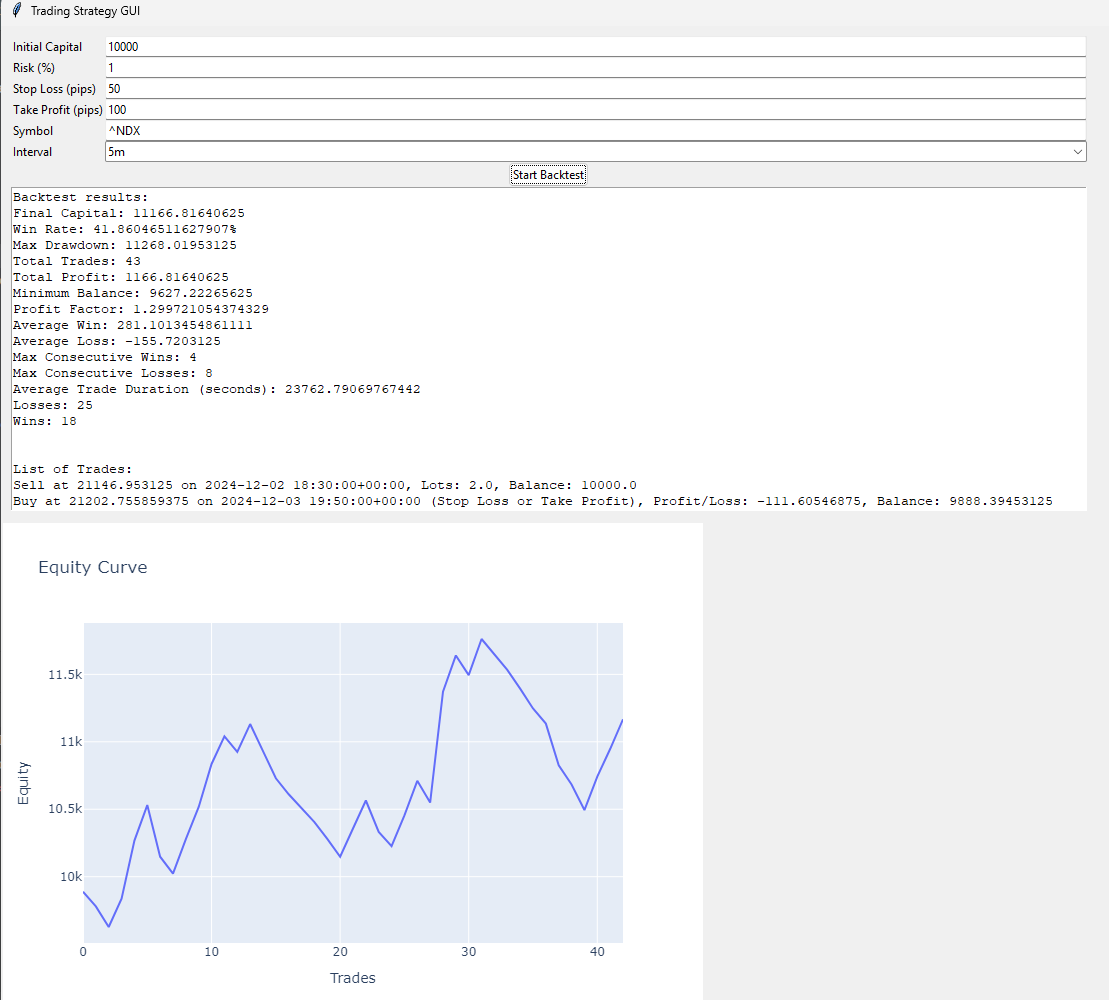 Trading Strategy GUI
Initial Capital 10000
Risk (%) 1
Stop Loss (pips) 50
Take Profit (pips) 100
Symbol ^NDX
Interval 5m
Start Backtest
Backtest results:
Final Capital: 11166.81640625
Win Rate: 41.86046511627907%
Max Drawdown: 11268.01953125
Total Trades: 43
Total Profit: 1166.81640625
Minimum Balance: 9627.22265625
Profit Factor: 1.299721054374329
Average Win: 281.1013454861111
Average Loss: -155.7203125
Max Consecutive Wins: 4
Max Consecutive Losses: 8
Average Trade Duration (seconds): 23762.79069767442
Losses: 25
Wins: 18
List of Trades:
Sell at 21146.953125 on 2024-12-02 18:30:00+00:00, Lots: 2.0, Balance: 10000.0
Buy at 21202.755859375 on 2024-12-03 19:50:00+00:00 (Stop Loss or Take Profit), Profit/Loss: -111.60546875, Balance: 9888.39453125
Equity Curve
11.5k
11k
10.5k
10k
Equity
0 10 20 30 40
Trades